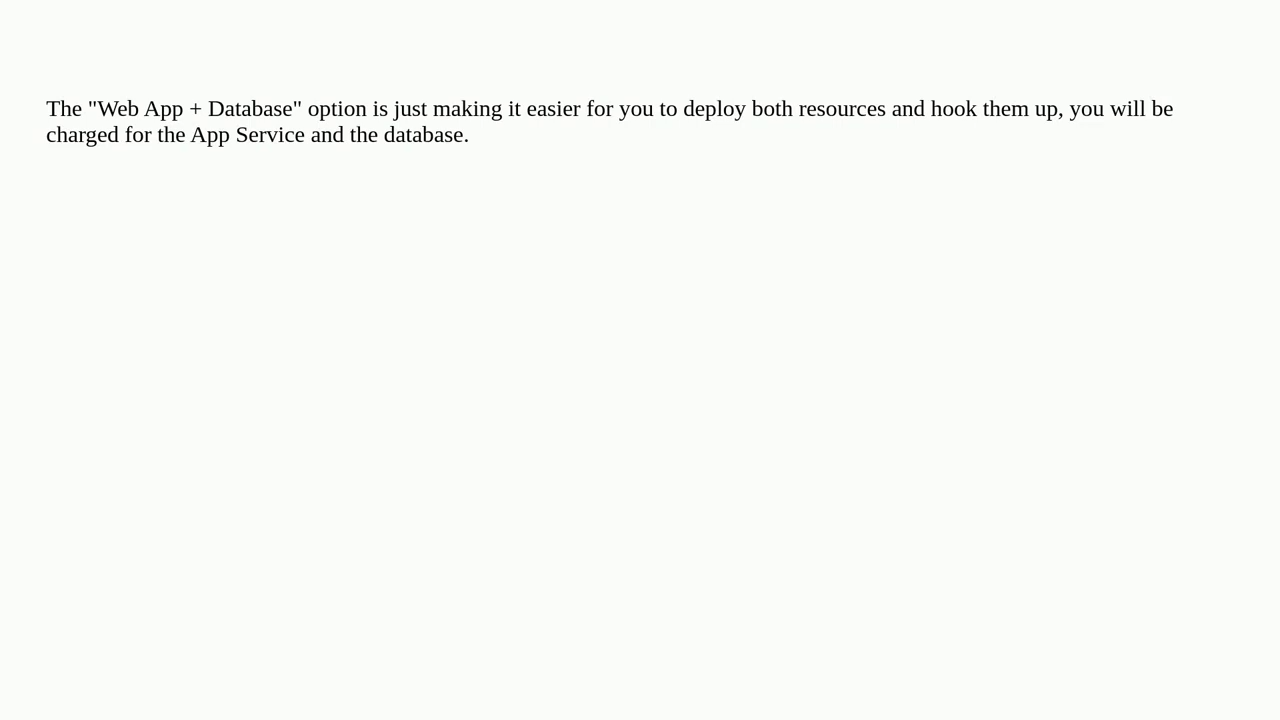 The "Web App + Database" option is just making it easier for you to deploy both resources and hook them up, you will be
charged for the App Service and the database.